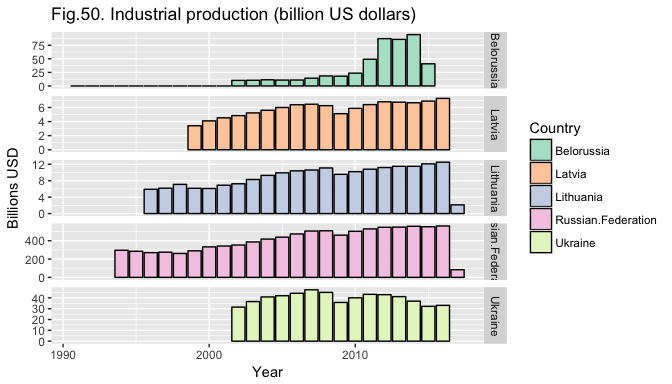 Fig.50. Industrial production (billion US dollars)
Billions USD
75
50
25
0
Belorussia
6
4
2
0
Latvia
12
8
4
0
Lithuania
400
200
0
sian.Federa
40
30
20
10
0
Ukraine
1990
2000
2010
Year
Country
Belorussia
Latvia
Lithuania
Russian.Federation
Ukraine